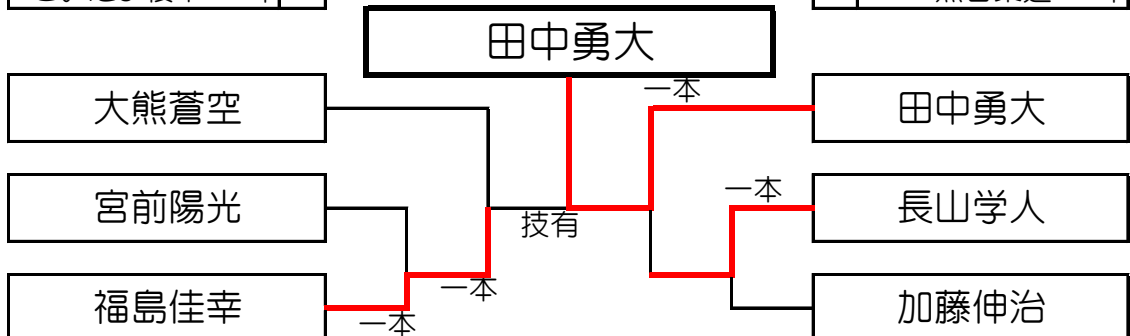 田中勇大
一本
大熊蒼空
田中勇大
一本
宮前陽光
長山学人
技有
一本
福島佳幸
加藤伸治
一本